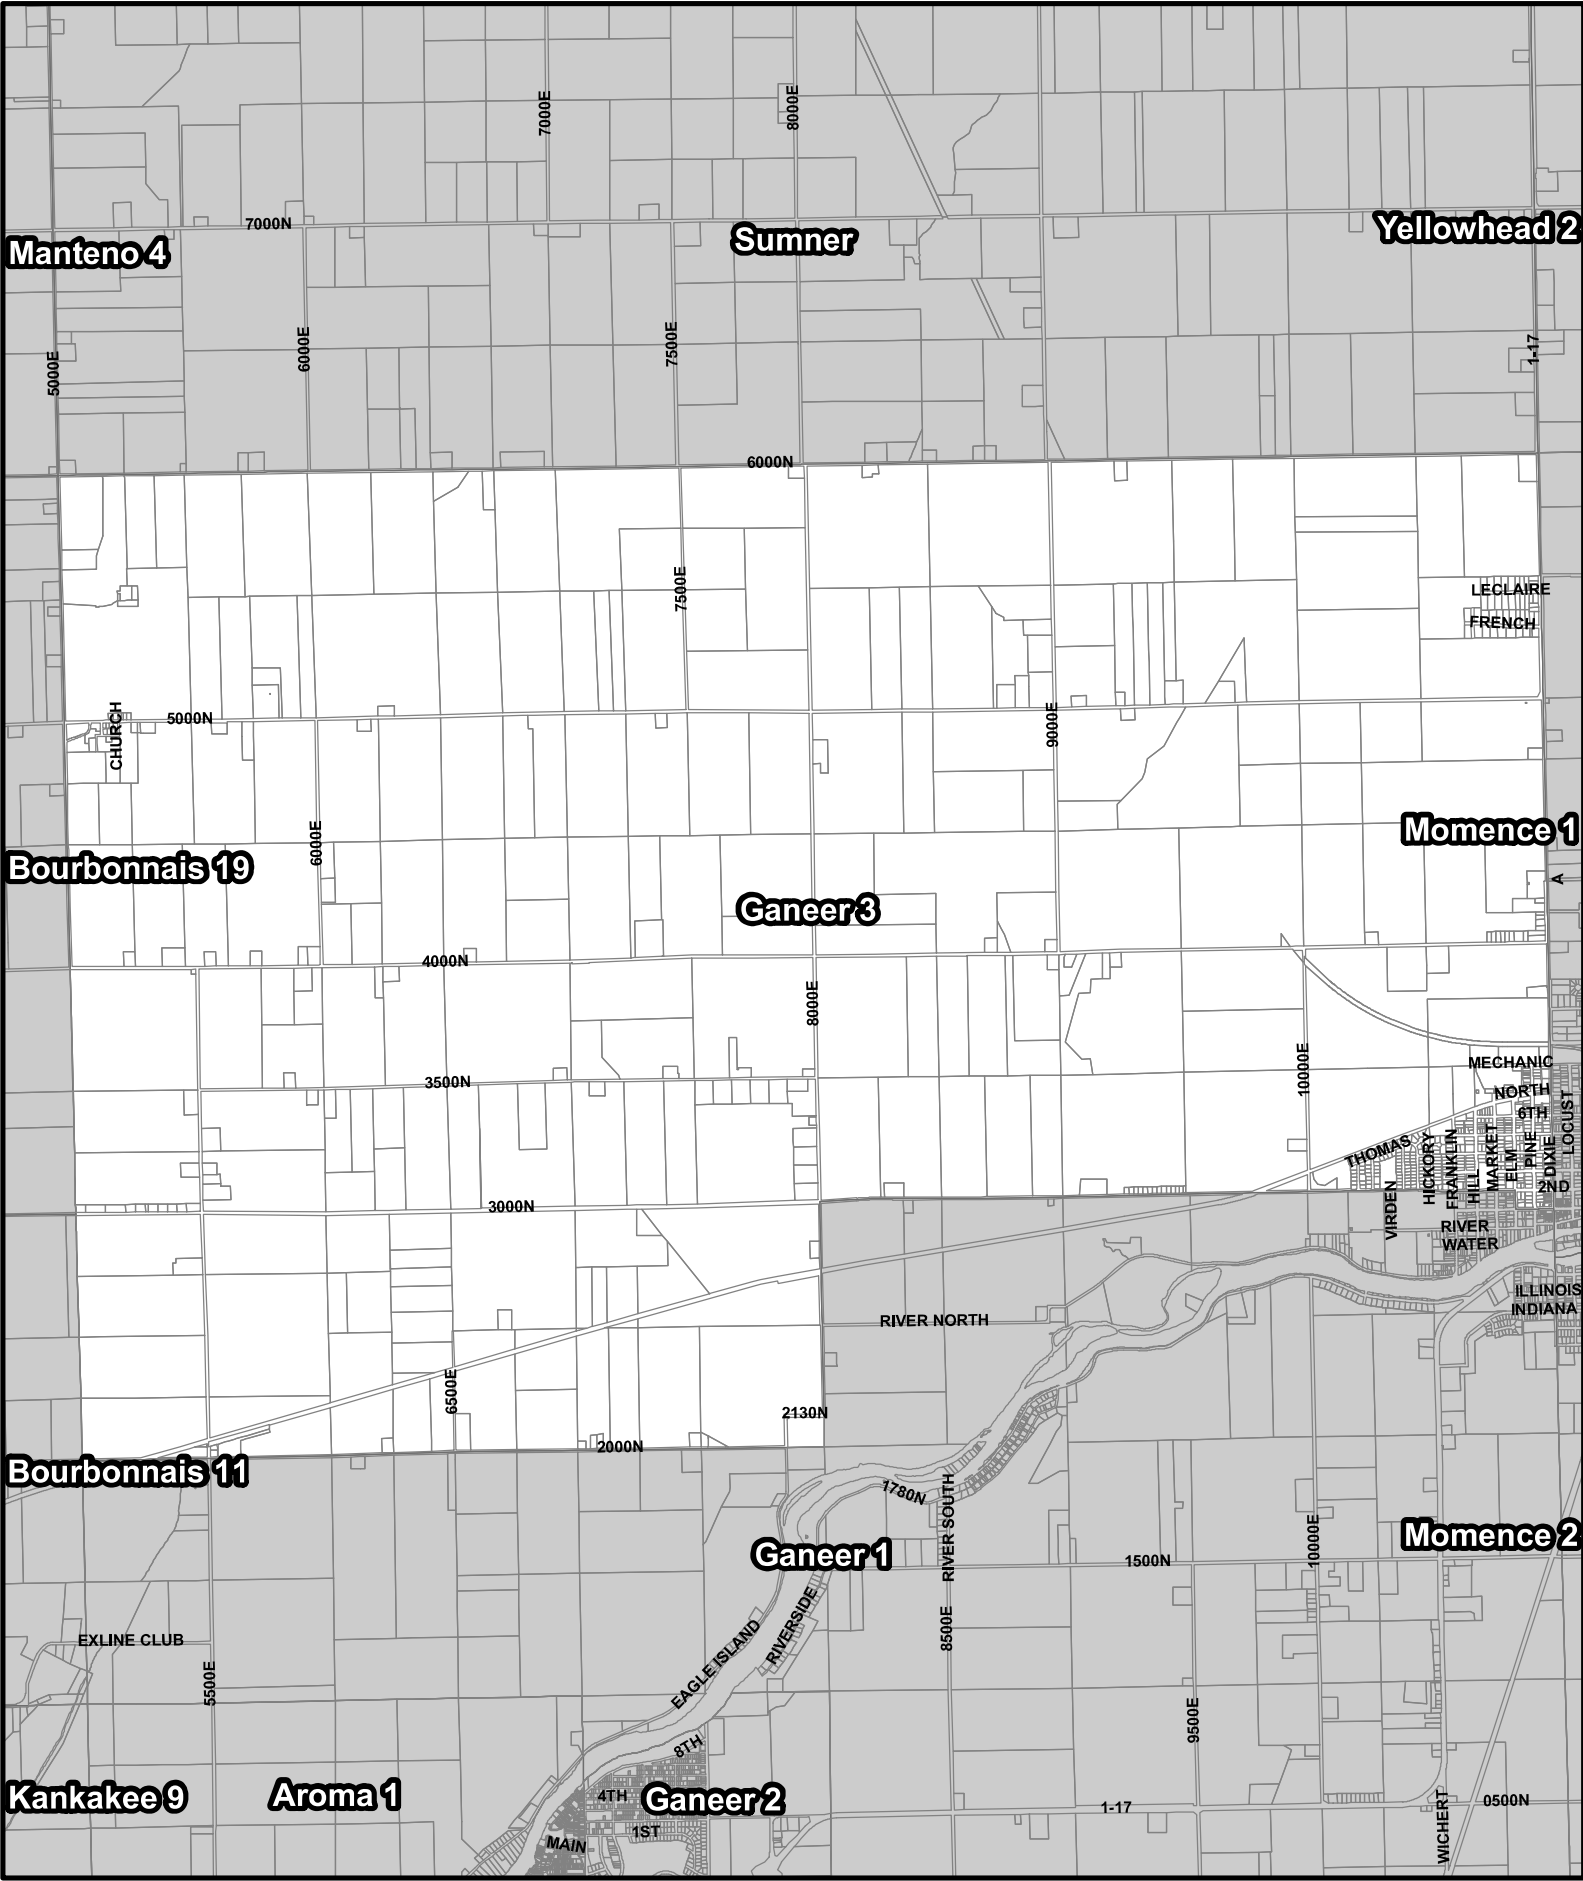 7000E
8000E
7000N
Manteno 4
Sumner
Yellowhead 2
5000E
6000E
7500E
1-17
6000N
7500E
LECLAIRE
FRENCH
CHURCH
5000N
9000E
6000E
Momence 1
Bourbonnais 19
A
Ganeer 3
4000N
8000E
10000E
3500N
MECHANIC
NORTH
6TH
LOCUST
THOMAS
HICKORY
FRANKLIN
HILL
MARKET
ELM
PINE
DIXIE
2ND
VIRDEN
3000N
RIVER
WATER
ILLINOIS
INDIANA
RIVER NORTH
6500E
2130N
2000N
Bourbonnais 11
1780N
RIVER SOUTH
10000E
Momence 2
Ganeer 1
1500N
EXLINE CLUB
EAGLE ISLAND
RIVERSIDE
8500E
5500E
9500E
8TH
Kankakee 9
Aroma 1
4TH
Ganeer 2
1-17
0500N
1ST
MAIN
WICHERT